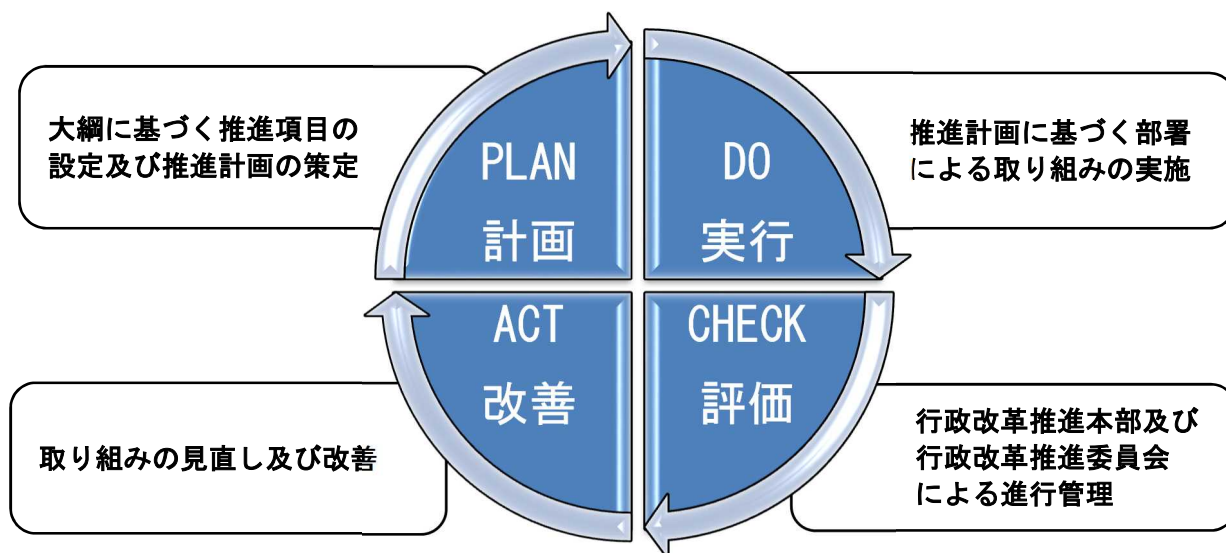 大綱に基づく推進項目の
設定及び推進計画の策定
PLAN
計画
DO
実行
推進計画に基づく部署
による取り組みの実施
取り組みの見直し及び改善
ACT
改善
CHECK
評価
行政改革推進本部及び
行政改革推進委員会
による進行管理